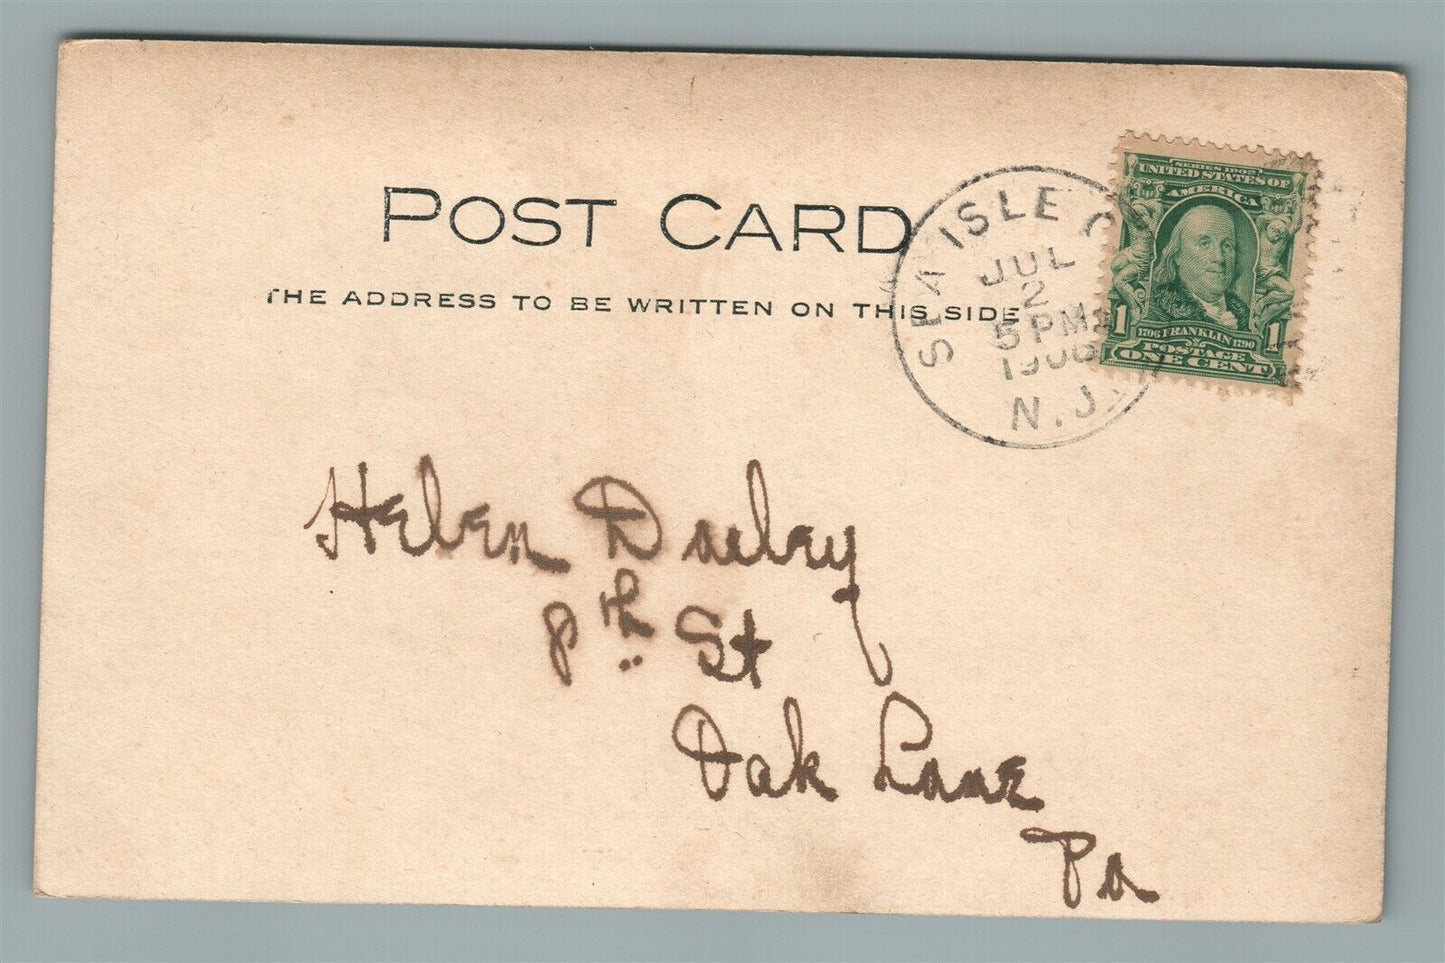 POST CARD
THE ADDRESS TO BE WRITTEN ON THIS SIDE
SEA ISLE C
JUL
2
5 PM
1906
N.J.
SERIES 1902
UNITED STATES OF
AMERICA
1 1706 FRANKLIN 1790 1
POSTAGE
ONE CENT
Helen
8th St
Oak Lane
Pa